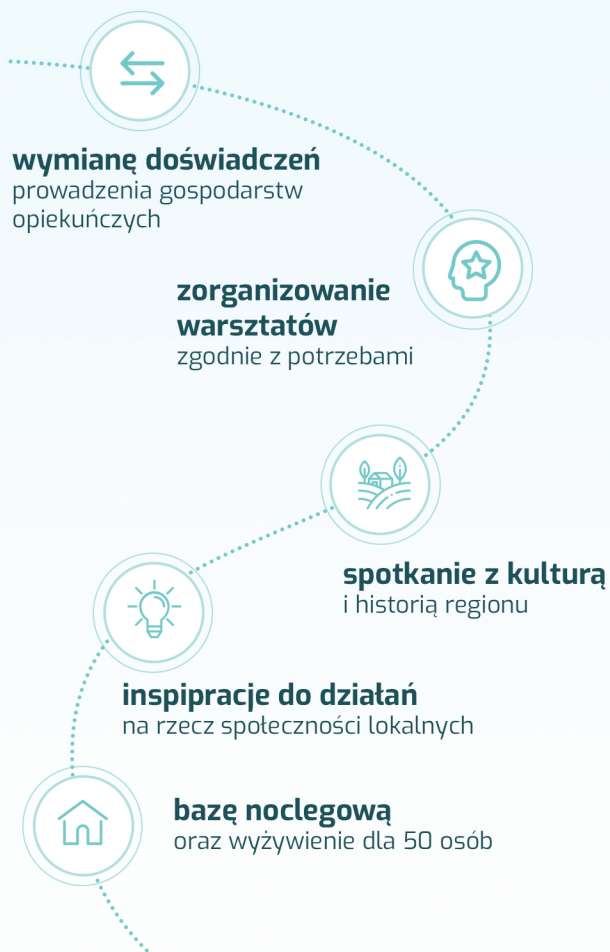 wymianę doświadczeń
prowadzenia gospodarstw
opiekuńczych
zorganizowanie
warsztatów
zgodnie z potrzebami
spotkanie z kulturą
i historią regionu
inspipracje do działań
na rzecz społeczności lokalnych
bazę noclegową
oraz wyżywienie dla 50 osób